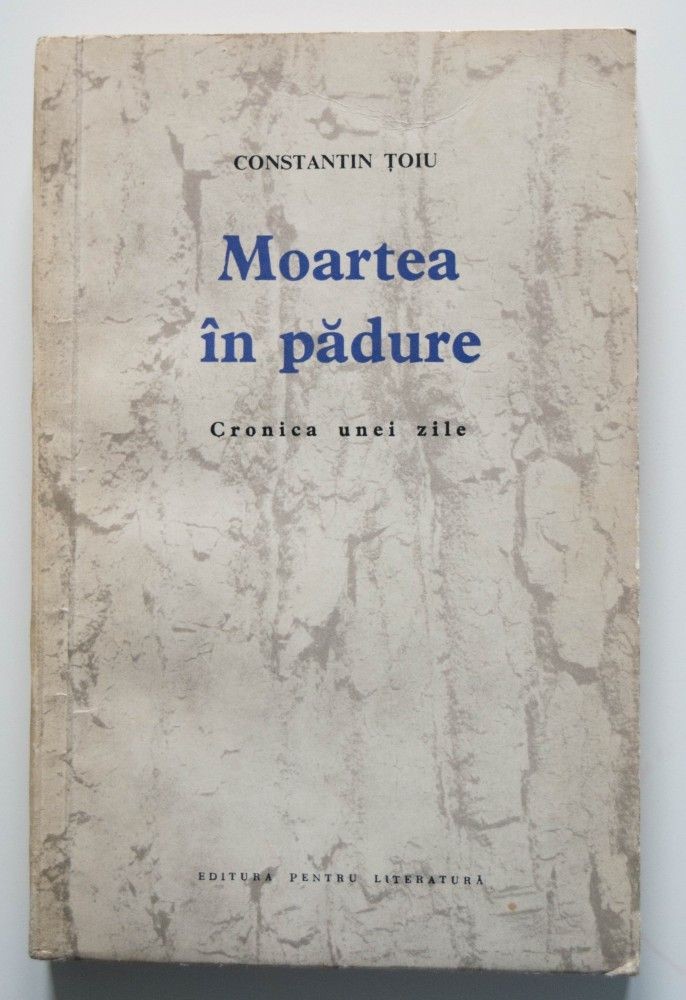 CONSTANTIN ȚOIU
Moartea
în pădure
Cronica unei zile
EDITURA PENTRU LITERATURĂ